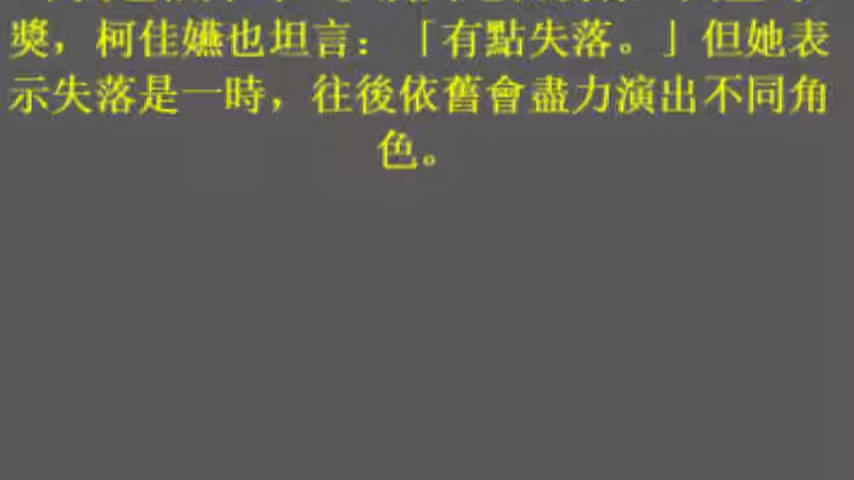 獎，柯佳嬿也坦言：「有點失落。」但她表
示失落是一時，往後依舊會盡力演出不同角
色。